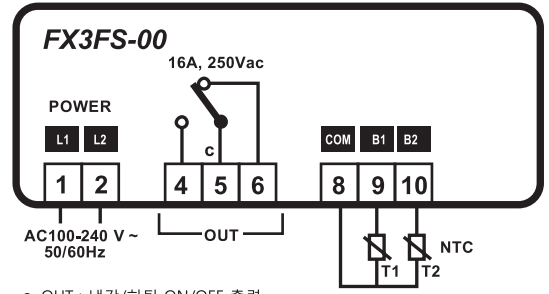 FX3FS-00
16A, 250Vac
POWER
L1 L2 C COM B1 B2
1 2 4 5 6 8 9 10
AC100-240 V ~
50/60Hz
OUT
NTC
T1 T2